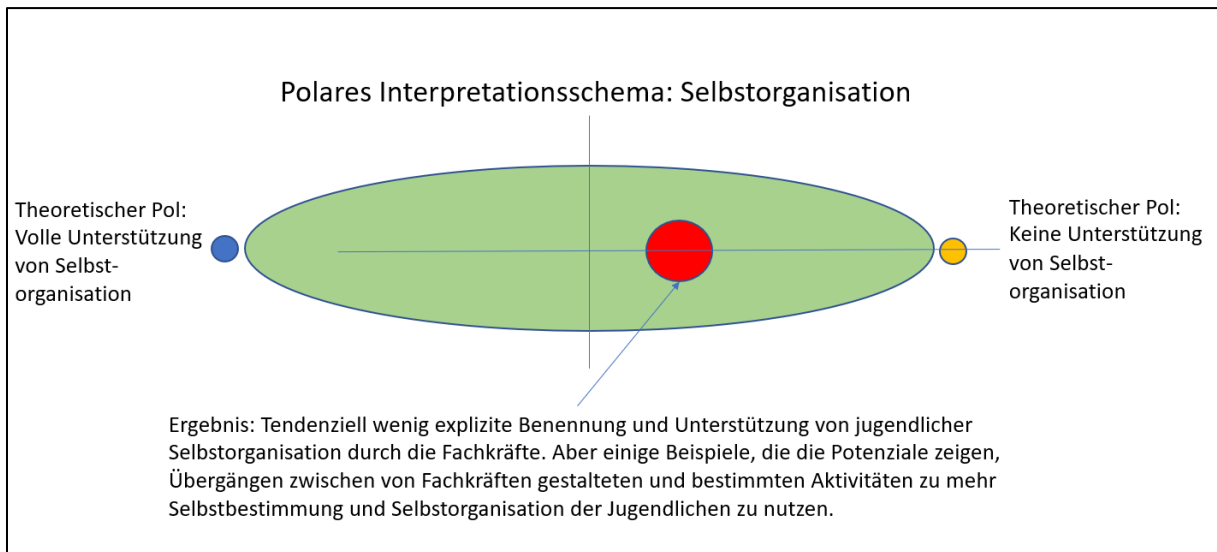 Polares Interpretationsschema: Selbstorganisation
Theoretischer Pol:
Volle Unterstützung
von Selbst-
organisation
Theoretischer Pol:
Keine Unterstützung
von Selbst-
organisation
Ergebnis: Tendenziell wenig explizite Benennung und Unterstützung von jugendlicher
Selbstorganisation durch die Fachkräfte. Aber einige Beispiele, die die Potenziale zeigen,
Übergängen zwischen von Fachkräften gestalteten und bestimmten Aktivitäten zu mehr
Selbstbestimmung und Selbstorganisation der Jugendlichen zu nutzen.